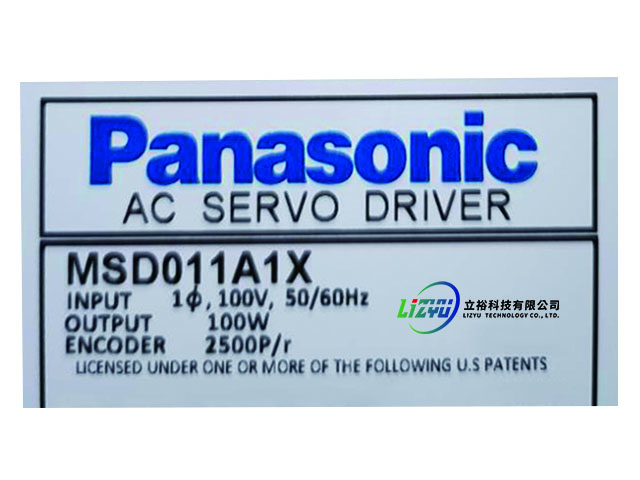 Panasonic
AC SERVO DRIVER
MSD011A1X
INPUT 1ϕ, 100V, 50/60Hz
OUTPUT 100W
ENCODER 2500P/r
LICENSED UNDER ONE OR MORE OF THE FOLLOWING U.S PATENTS
LIZYU
立裕科技有限公司
LIZYU TECHNOLOGY CO., LTD.